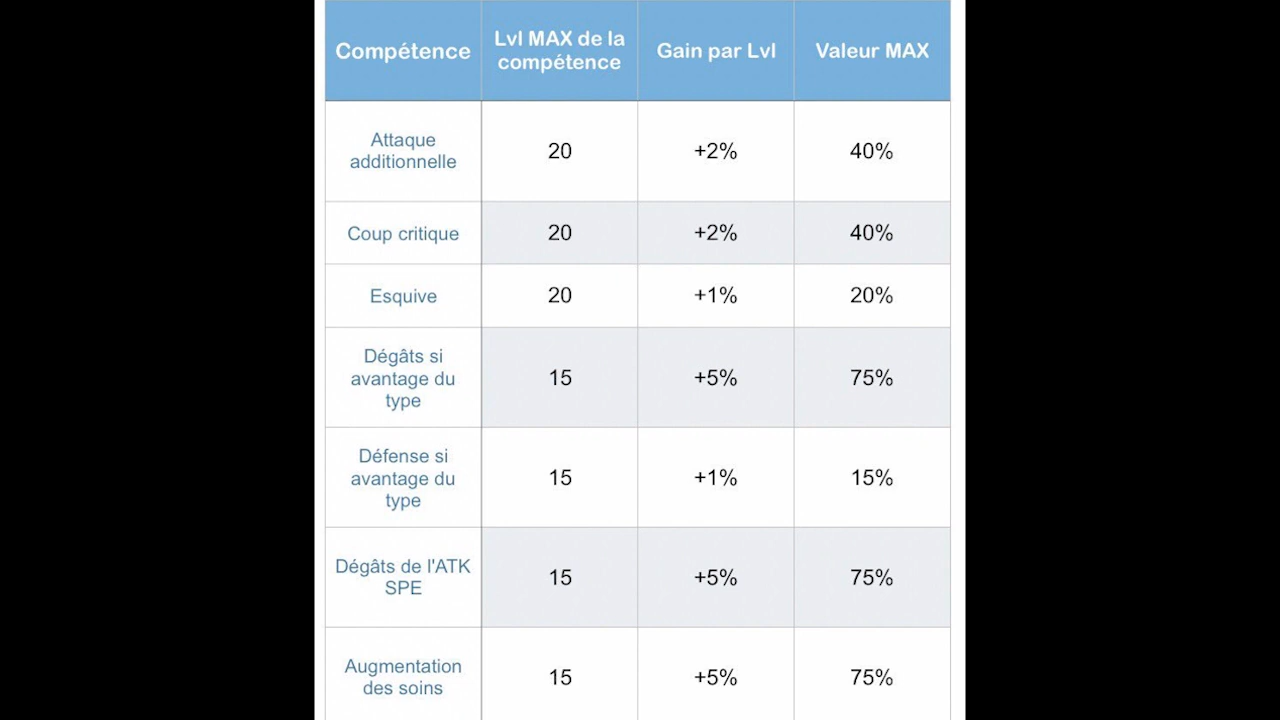 Compétence
Lvl MAX de la
compétence
Gain par Lvl
Valeur MAX
Attaque
additionnelle
20
+2%
40%
Coup critique
20
+2%
40%
Esquive
20
+1%
20%
Dégâts si
avantage du
type
15
+5%
75%
Défense si
avantage du
type
15
+1%
15%
Dégâts de l'ATK
SPE
15
+5%
75%
Augmentation
des soins
15
+5%
75%